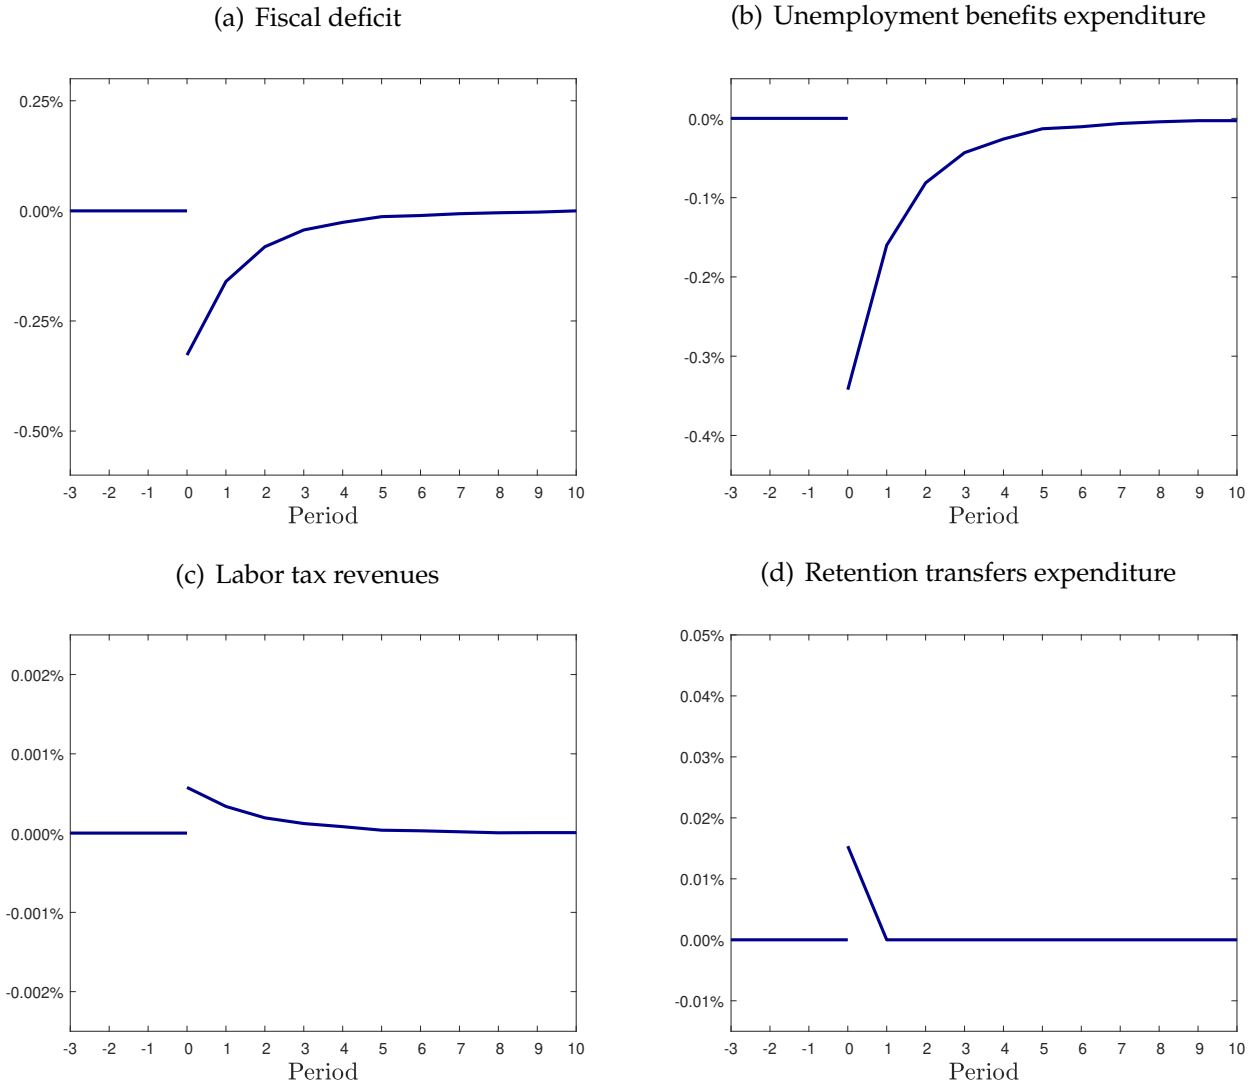 (a) Fiscal deficit
0.25%
0.00%
-0.25%
-0.50%
-3 -2 -1 0 1 2 3 4 5 6 7 8 9 10
Period
(b) Unemployment benefits expenditure
0.0%
-0.1%
-0.2%
-0.3%
-0.4%
-3 -2 -1 0 1 2 3 4 5 6 7 8 9 10
Period
(c) Labor tax revenues
0.002%
0.001%
0.000%
-0.001%
-0.002%
-3 -2 -1 0 1 2 3 4 5 6 7 8 9 10
Period
(d) Retention transfers expenditure
0.05%
0.04%
0.03%
0.02%
0.01%
0.00%
-0.01%
-3 -2 -1 0 1 2 3 4 5 6 7 8 9 10
Period